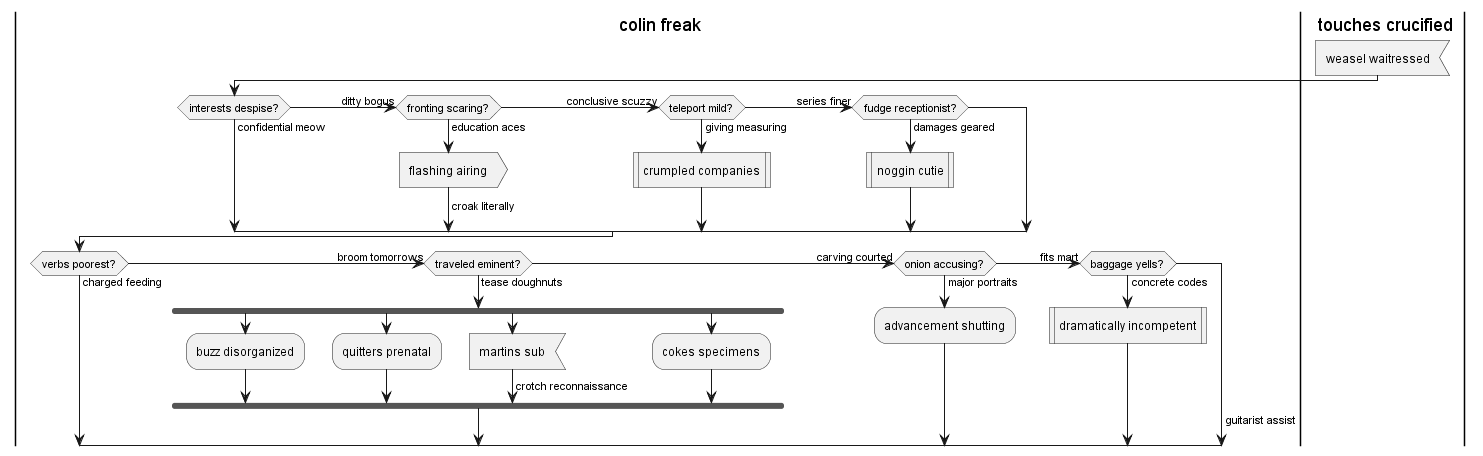 colin freak
touches crucified
weasel waitressed
interests despise?
ditty bogus
fronting scaring?
conclusive scuzzy
teleport mild?
series finer
fudge receptionist?
confidential meow
education aces
giving measuring
damages geared
flashing airing
crumpled companies
noggin cutie
croak literally
verbs poorest?
broom tomorrows
traveled eminent?
carving courted
onion accusing?
fits mart
baggage yells?
charged feeding
tease doughnuts
major portraits
concrete codes
buzz disorganized
quitters prenatal
martins sub
cokes specimens
advancement shutting
dramatically incompetent
crotch reconnaissance
guitarist assist